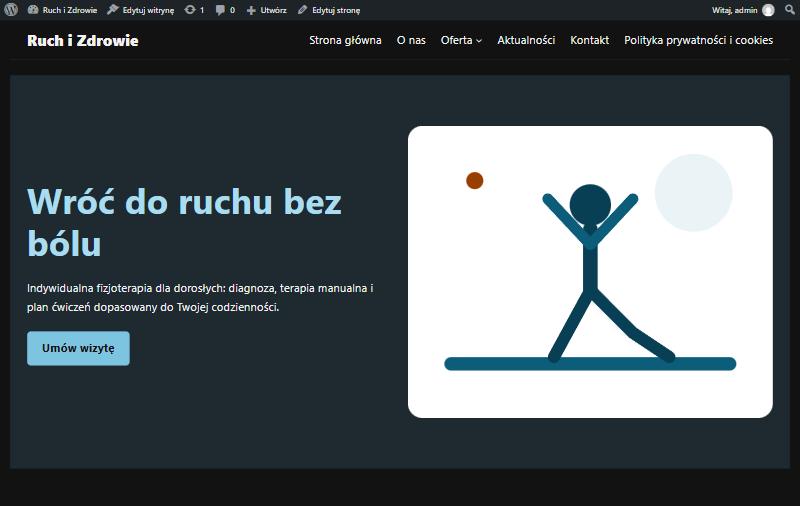 Ruch i Zdrowie
Edytuj witrynę
1
0
Utwórz
Edytuj stronę
Witaj, admin
Ruch i Zdrowie
Strona główna
O nas
Oferta
Aktualności
Kontakt
Polityka prywatności i cookies
Wróć do ruchu bez
bólu
Indywidualna fizjoterapia dla dorosłych: diagnoza, terapia manualna i
plan ćwiczeń dopasowany do Twojej codzienności.
Umów wizytę